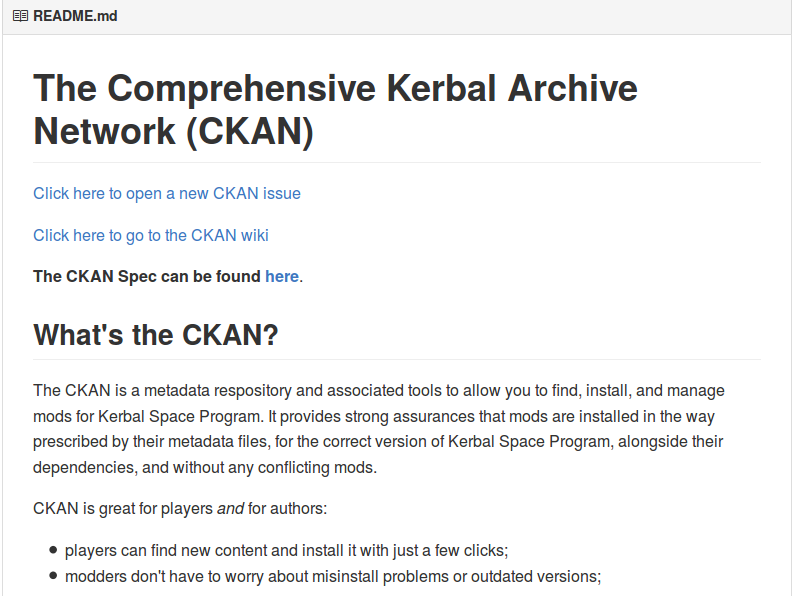 README.md
The Comprehensive Kerbal Archive
Network (CKAN)
Click here to open a new CKAN issue
Click here to go to the CKAN wiki
The CKAN Spec can be found here.
What's the CKAN?
The CKAN is a metadata respository and associated tools to allow you to find, install, and manage
mods for Kerbal Space Program. It provides strong assurances that mods are installed in the way
prescribed by their metadata files, for the correct version of Kerbal Space Program, alongside their
dependencies, and without any conflicting mods.
CKAN is great for players and for authors:
• players can find new content and install it with just a few clicks;
• modders don't have to worry about misinstall problems or outdated versions;